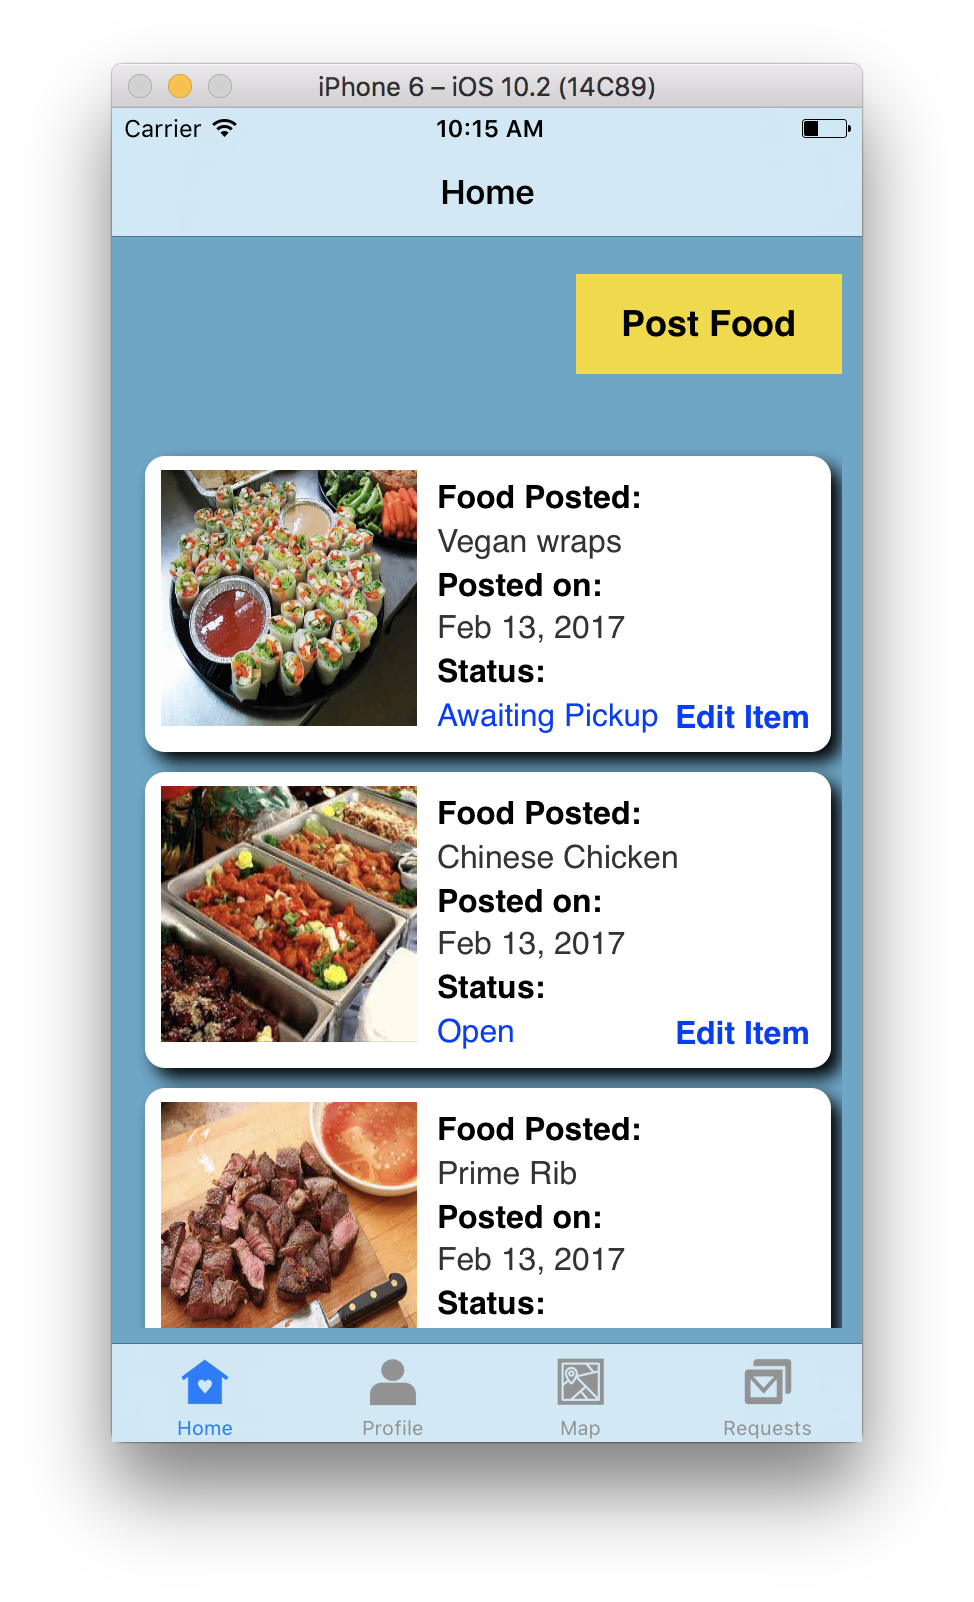 iPhone 6 – iOS 10.2 (14C89)
Carrier 10:15 AM
Home
Post Food
Food Posted:
Vegan wraps
Posted on:
Feb 13, 2017
Status:
Awaiting Pickup Edit Item
Food Posted:
Chinese Chicken
Posted on:
Feb 13, 2017
Status:
Open Edit Item
Food Posted:
Prime Rib
Posted on:
Feb 13, 2017
Status:
Home Profile Map Requests